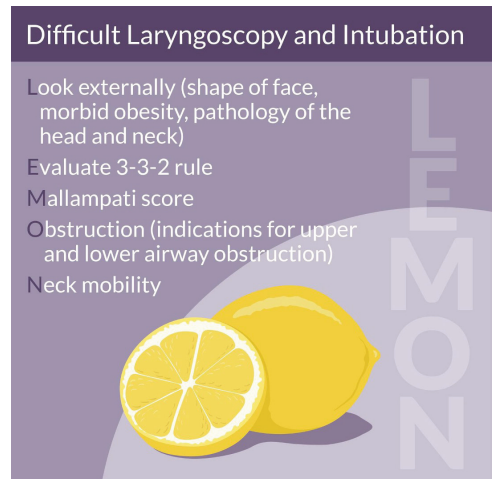 Difficult Laryngoscopy and Intubation
Look externally (shape of face,
morbid obesity, pathology of the
head and neck)
Evaluate 3-3-2 rule
Mallampati score
Obstruction (indications for upper
and lower airway obstruction)
Neck mobility
L
E
M
O
N